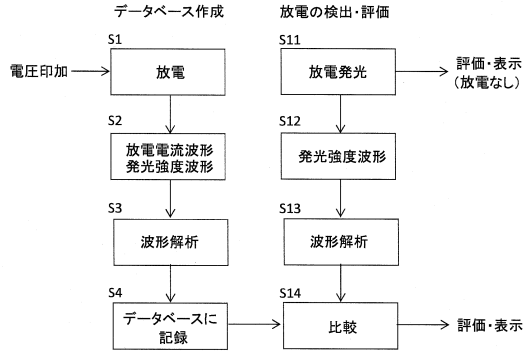 データベース作成
放電の検出・評価
S1
S11
電圧印加
放電
放電発光
評価・表示
（放電なし）
S2
S12
放電電流波形
発光強度波形
発光強度波形
S3
S13
波形解析
波形解析
S4
S14
データベースに
記録
比較
評価・表示